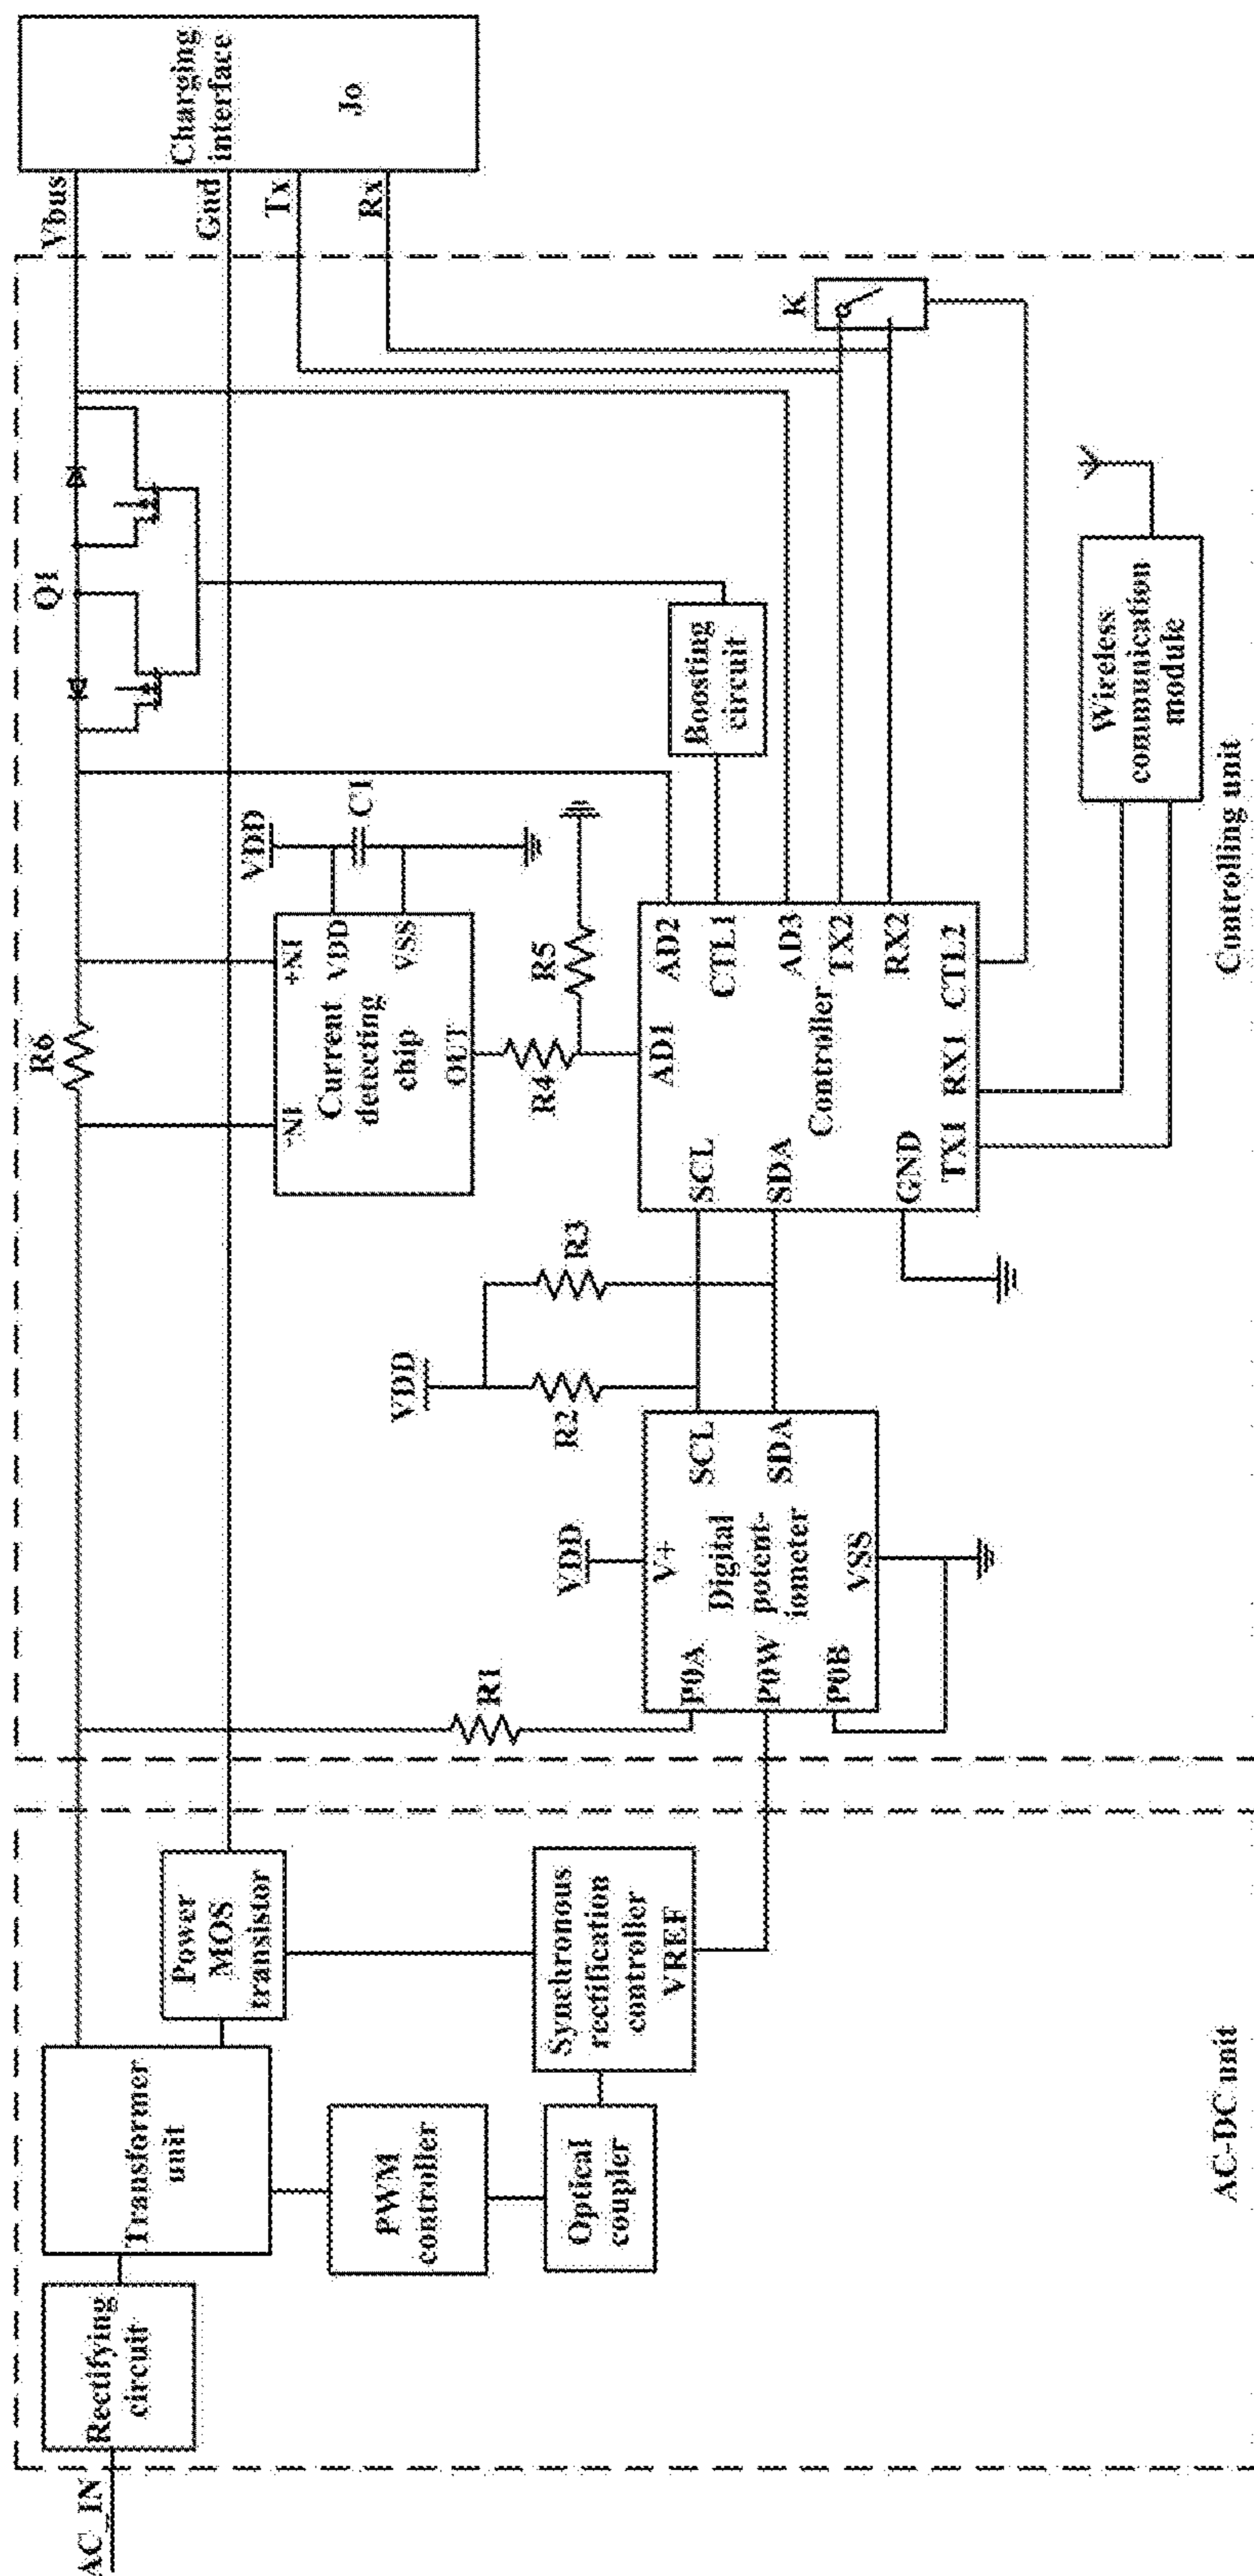 AC_IN
Rectifying
circuit
Transformer
unit
Power
MOS
transistor
PWM
controller
Optical
coupler
Synchronous
rectification
controller
VREF
AC-DC unit
R1
VDD
V+
P0A
P0W
P0B
Digital
potent-
iometer
SCL
SDA
VSS
VDD
R2
R3
R6
IN-
IN+
Current
detecting
chip
VDD
VSS
OUT
VDD
C1
R4
R5
SCL
SDA
GND
AD1
Controller
AD2
CTL1
AD3
TX2
RX2
TX1
RX1
CTL2
Q1
Boosting
circuit
K
Wireless
communication
module
Controlling unit
Vbus
Gnd
Tx
Rx
Charging
interface
Jo